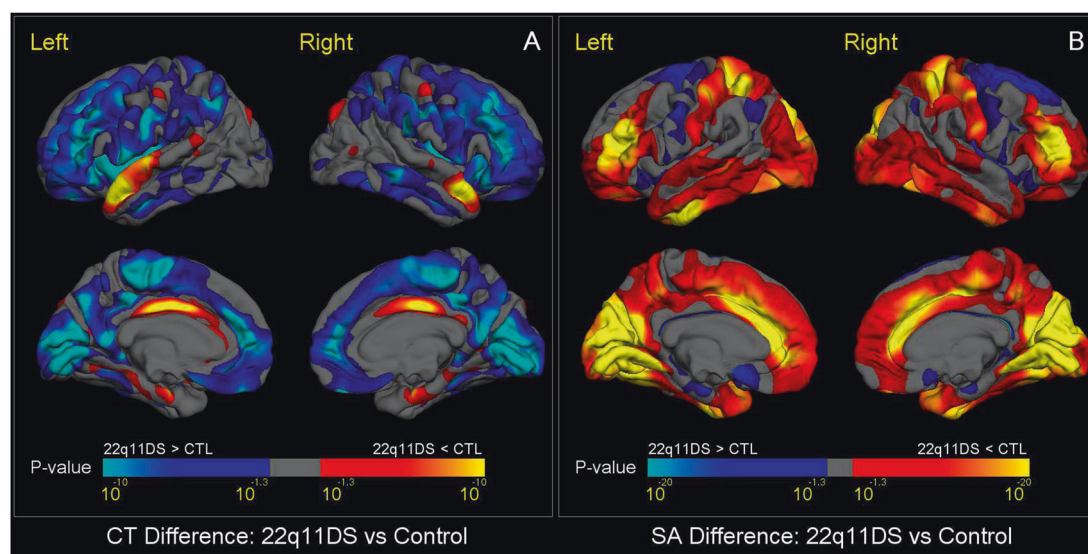 Left Right A
22q11DS > CTL 22q11DS < CTL
P-value
10^-10 10^-1.3 10^-1.3 10^-10
CT Difference: 22q11DS vs Control
Left Right B
22q11DS > CTL 22q11DS < CTL
P-value
10^-20 10^-1.3 10^-1.3 10^-20
SA Difference: 22q11DS vs Control